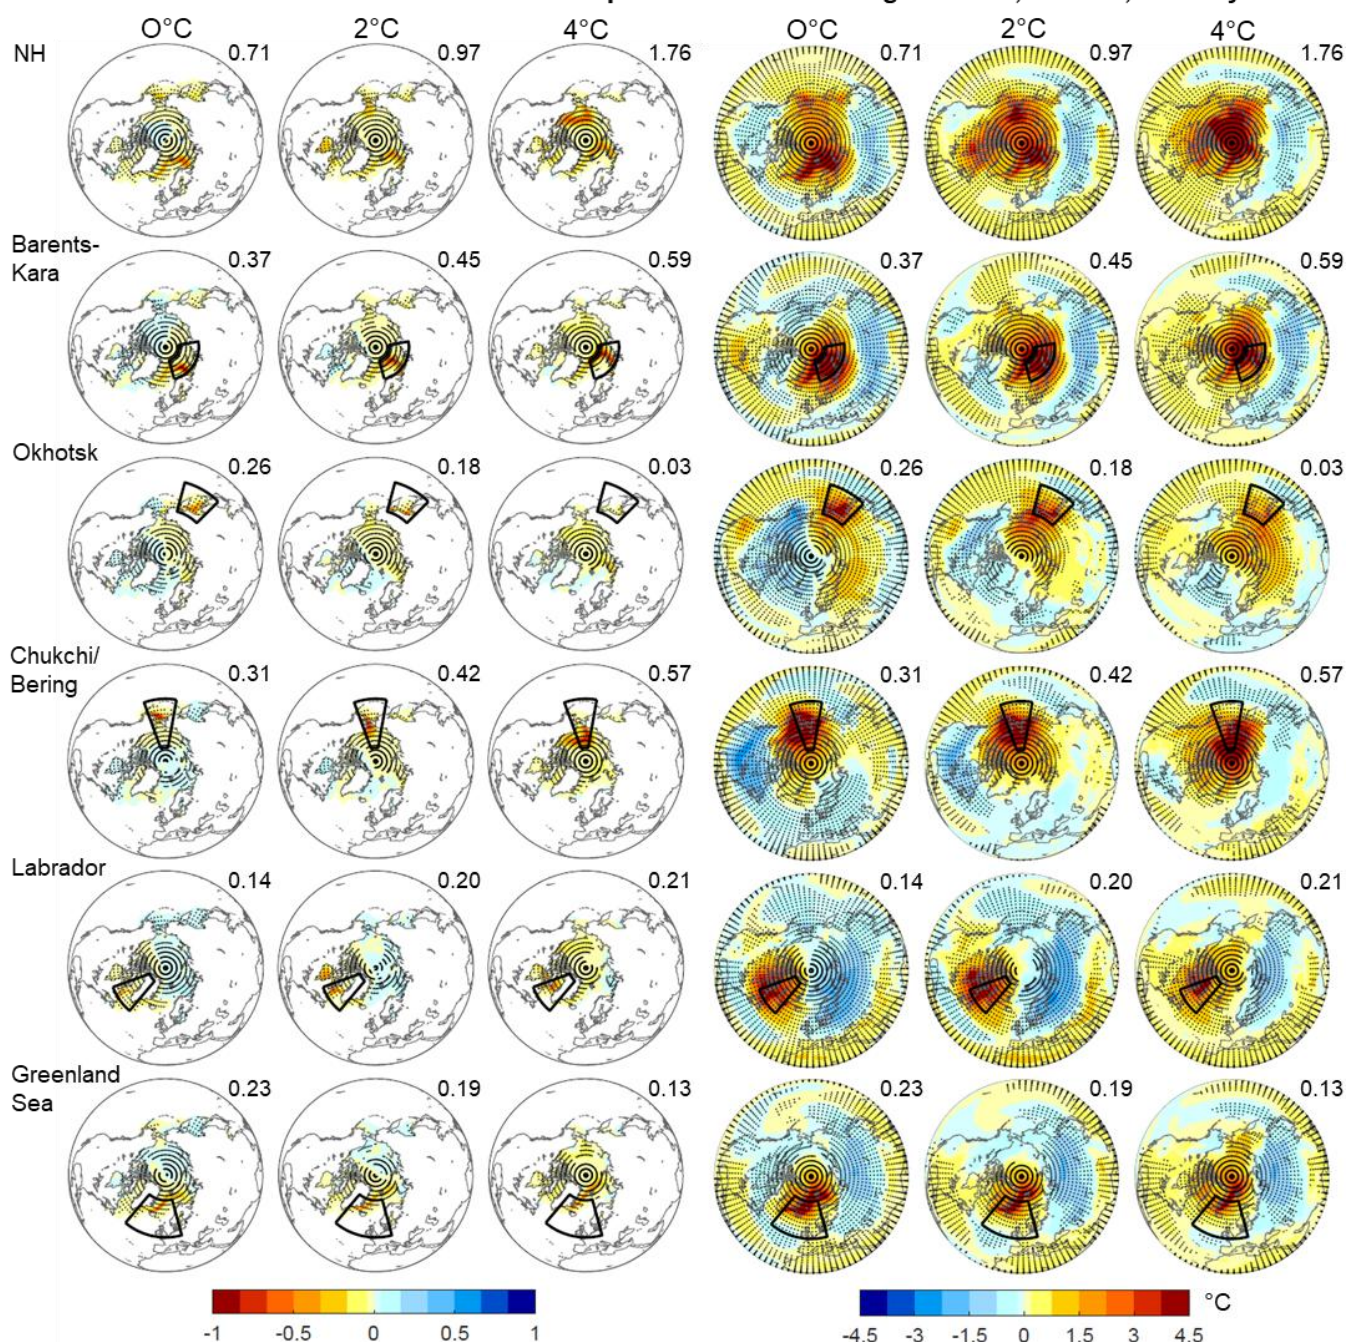 O°C 2°C 4°C O°C 2°C 4°C
NH 0.71 0.97 1.76 0.71 0.97 1.76
Barents-
Kara 0.37 0.45 0.59 0.37 0.45 0.59
Okhotsk 0.26 0.18 0.03 0.26 0.18 0.03
Chukchi/
Bering 0.31 0.42 0.57 0.31 0.42 0.57
Labrador 0.14 0.20 0.21 0.14 0.20 0.21
Greenland
Sea 0.23 0.19 0.13 0.23 0.19 0.13
°C
-1 -0.5 0 0.5 1 -4.5 -3 -1.5 0 1.5 3 4.5